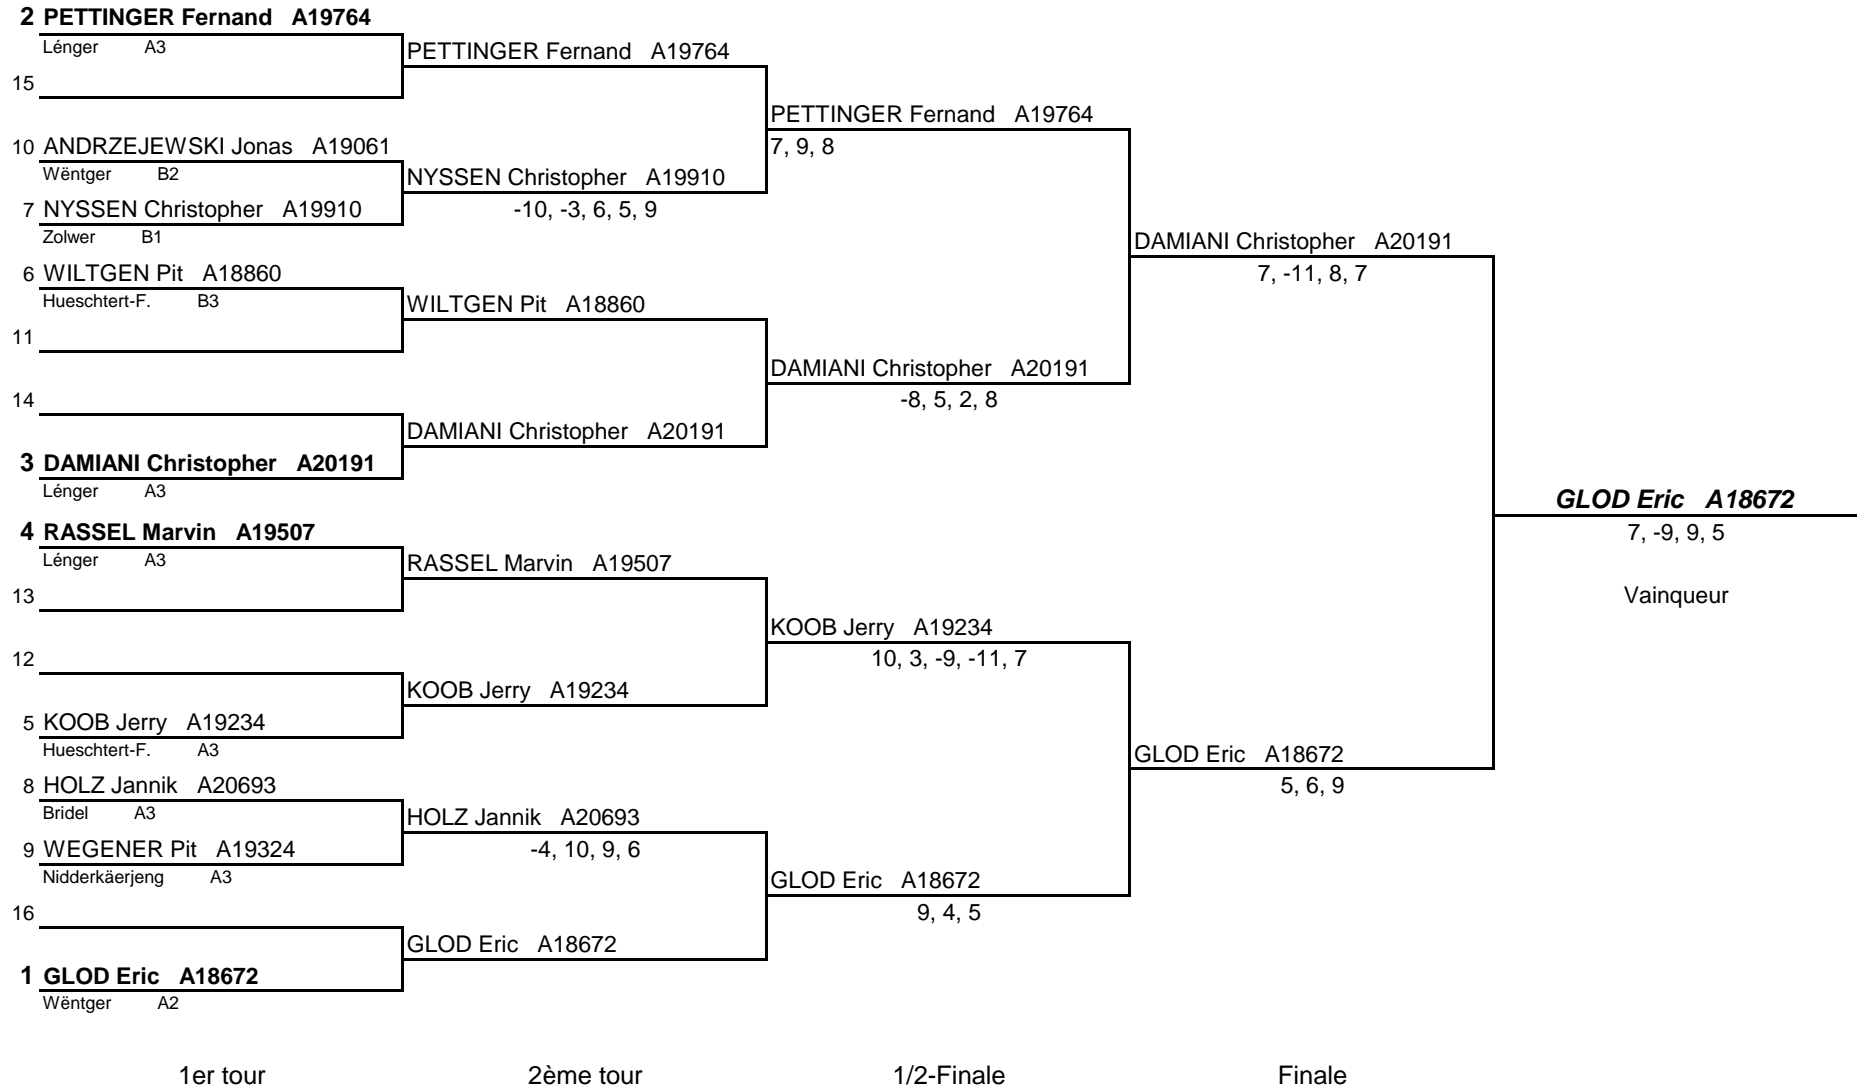 2 PETTINGER Fernand A19764
Lénger A3
PETTINGER Fernand A19764
15
PETTINGER Fernand A19764
10 ANDRZEJEWSKI Jonas A19061
7, 9, 8
Wëntger B2
NYSSEN Christopher A19910
7 NYSSEN Christopher A19910
-10, -3, 6, 5, 9
Zolwer B1
DAMIANI Christopher A20191
6 WILTGEN Pit A18860
7, -11, 8, 7
Hueschtert-F. B3
WILTGEN Pit A18860
11
DAMIANI Christopher A20191
14
-8, 5, 2, 8
DAMIANI Christopher A20191
3 DAMIANI Christopher A20191
Lénger A3
GLOD Eric A18672
4 RASSEL Marvin A19507
7, -9, 9, 5
Lénger A3
RASSEL Marvin A19507
13
Vainqueur
KOOB Jerry A19234
12
10, 3, -9, -11, 7
KOOB Jerry A19234
5 KOOB Jerry A19234
Hueschtert-F. A3
GLOD Eric A18672
8 HOLZ Jannik A20693
5, 6, 9
Bridel A3
HOLZ Jannik A20693
9 WEGENER Pit A19324
-4, 10, 9, 6
Nidderkäerjeng A3
GLOD Eric A18672
16
9, 4, 5
GLOD Eric A18672
1 GLOD Eric A18672
Wëntger A2
1er tour 2ème tour 1/2-Finale Finale